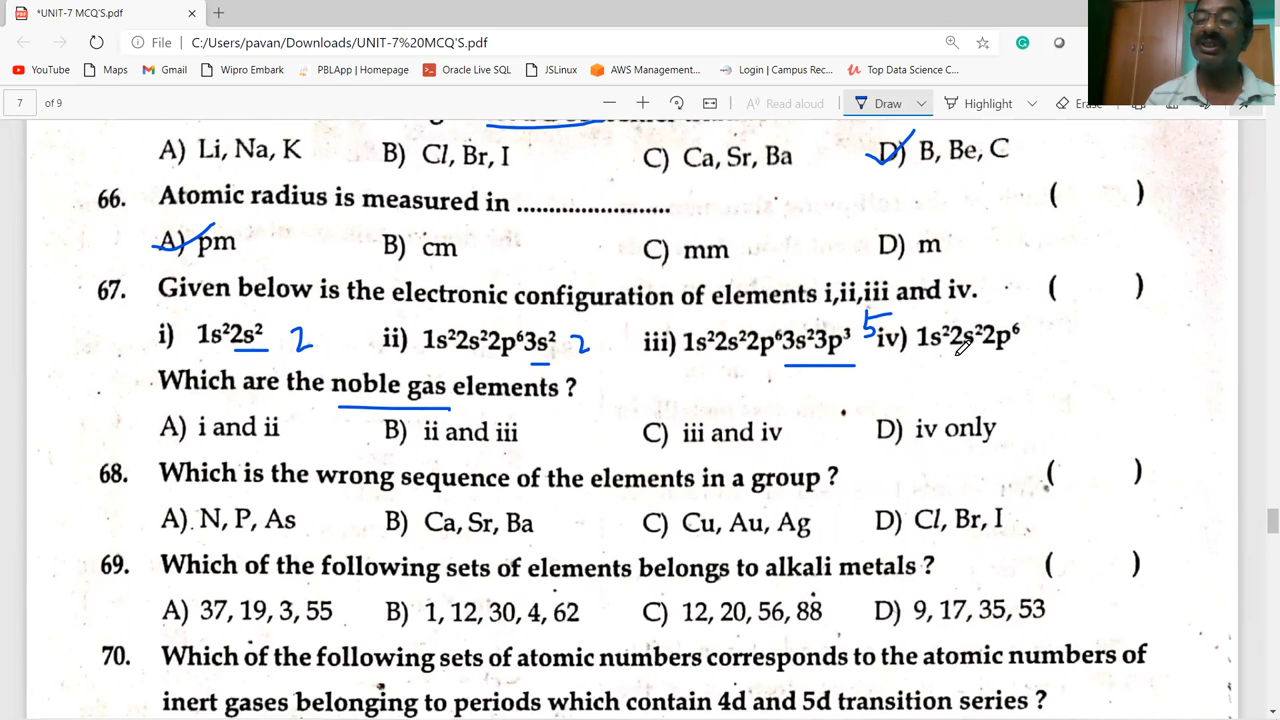 *UNIT-7 MCQ'S.pdf
File C:/Users/pavan/Downloads/UNIT-7%20MCQ'S.pdf
YouTube Maps Gmail Wipro Embark PBLApp | Homepage Oracle Live SQL JSLinux AWS Management... Login | Campus Rec... Top Data Science C...
7 of 9 Read aloud Draw Highlight Erase
A) Li, Na, K B) Cl, Br, I C) Ca, Sr, Ba D) B, Be, C
66. Atomic radius is measured in ........................ ( )
A) pm B) cm C) mm D) m
67. Given below is the electronic configuration of elements i,ii,iii and iv. ( )
i) 1s²2s² 2 ii) 1s²2s²2p⁶3s² 2 iii) 1s²2s²2p⁶3s²3p³ 5 iv) 1s²2s²2p⁶
Which are the noble gas elements ?
A) i and ii B) ii and iii C) iii and iv D) iv only
68. Which is the wrong sequence of the elements in a group ? ( )
A) N, P, As B) Ca, Sr, Ba C) Cu, Au, Ag D) Cl, Br, I
69. Which of the following sets of elements belongs to alkali metals ? ( )
A) 37, 19, 3, 55 B) 1, 12, 30, 4, 62 C) 12, 20, 56, 88 D) 9, 17, 35, 53
70. Which of the following sets of atomic numbers corresponds to the atomic numbers of
inert gases belonging to periods which contain 4d and 5d transition series ?